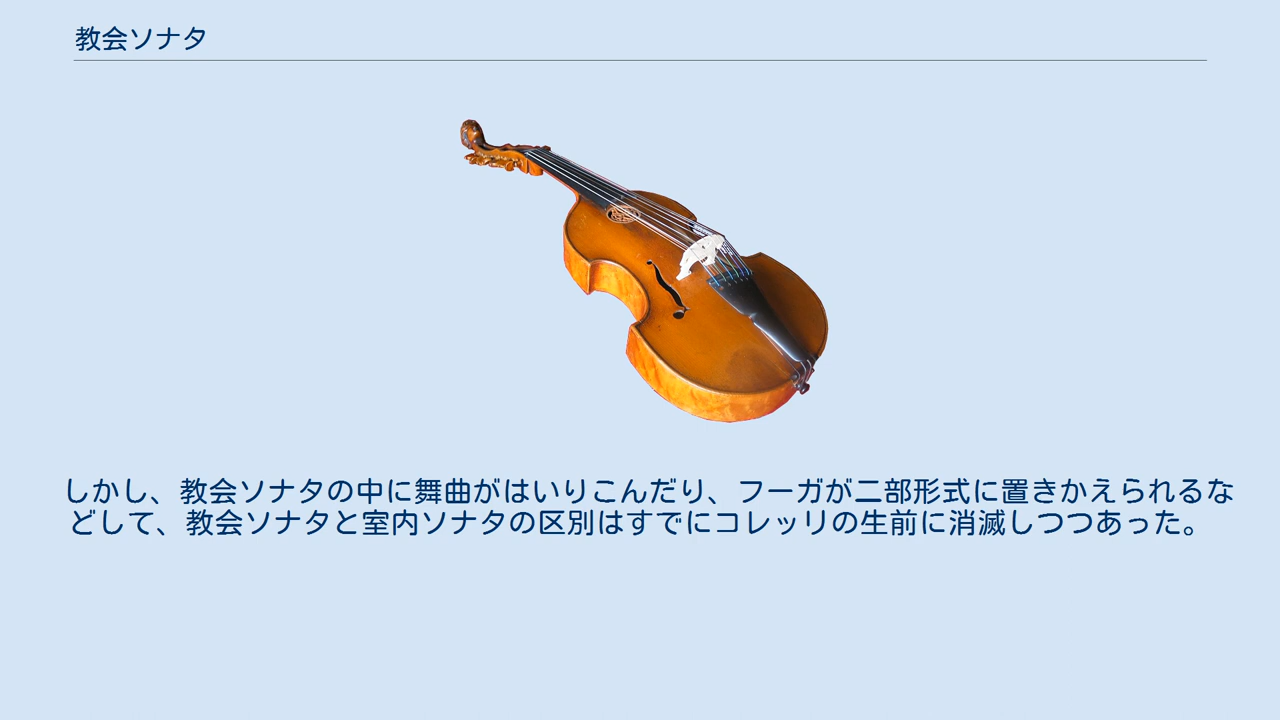 教会ソナタ
しかし、教会ソナタの中に舞曲がはいりこんだり、フーガが二部形式に置きかえられるな
どして、教会ソナタと室内ソナタの区別はすでにコレッリの生前に消滅しつつあった。